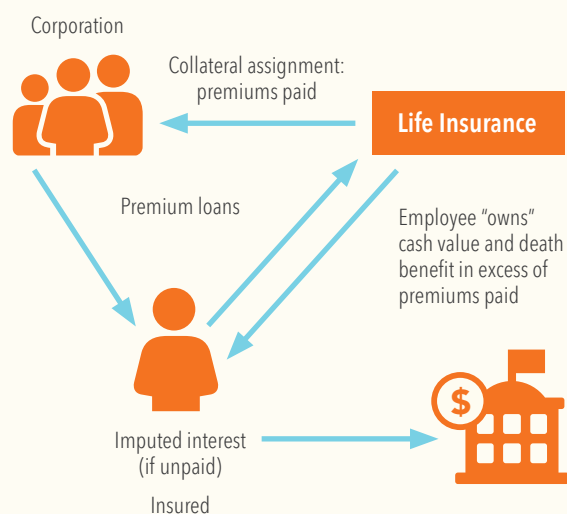 Corporation
Collateral assignment:
premiums paid
Life Insurance
Premium loans
Employee “owns”
cash value and death
benefit in excess of
premiums paid
$
Imputed interest
(if unpaid)
Insured